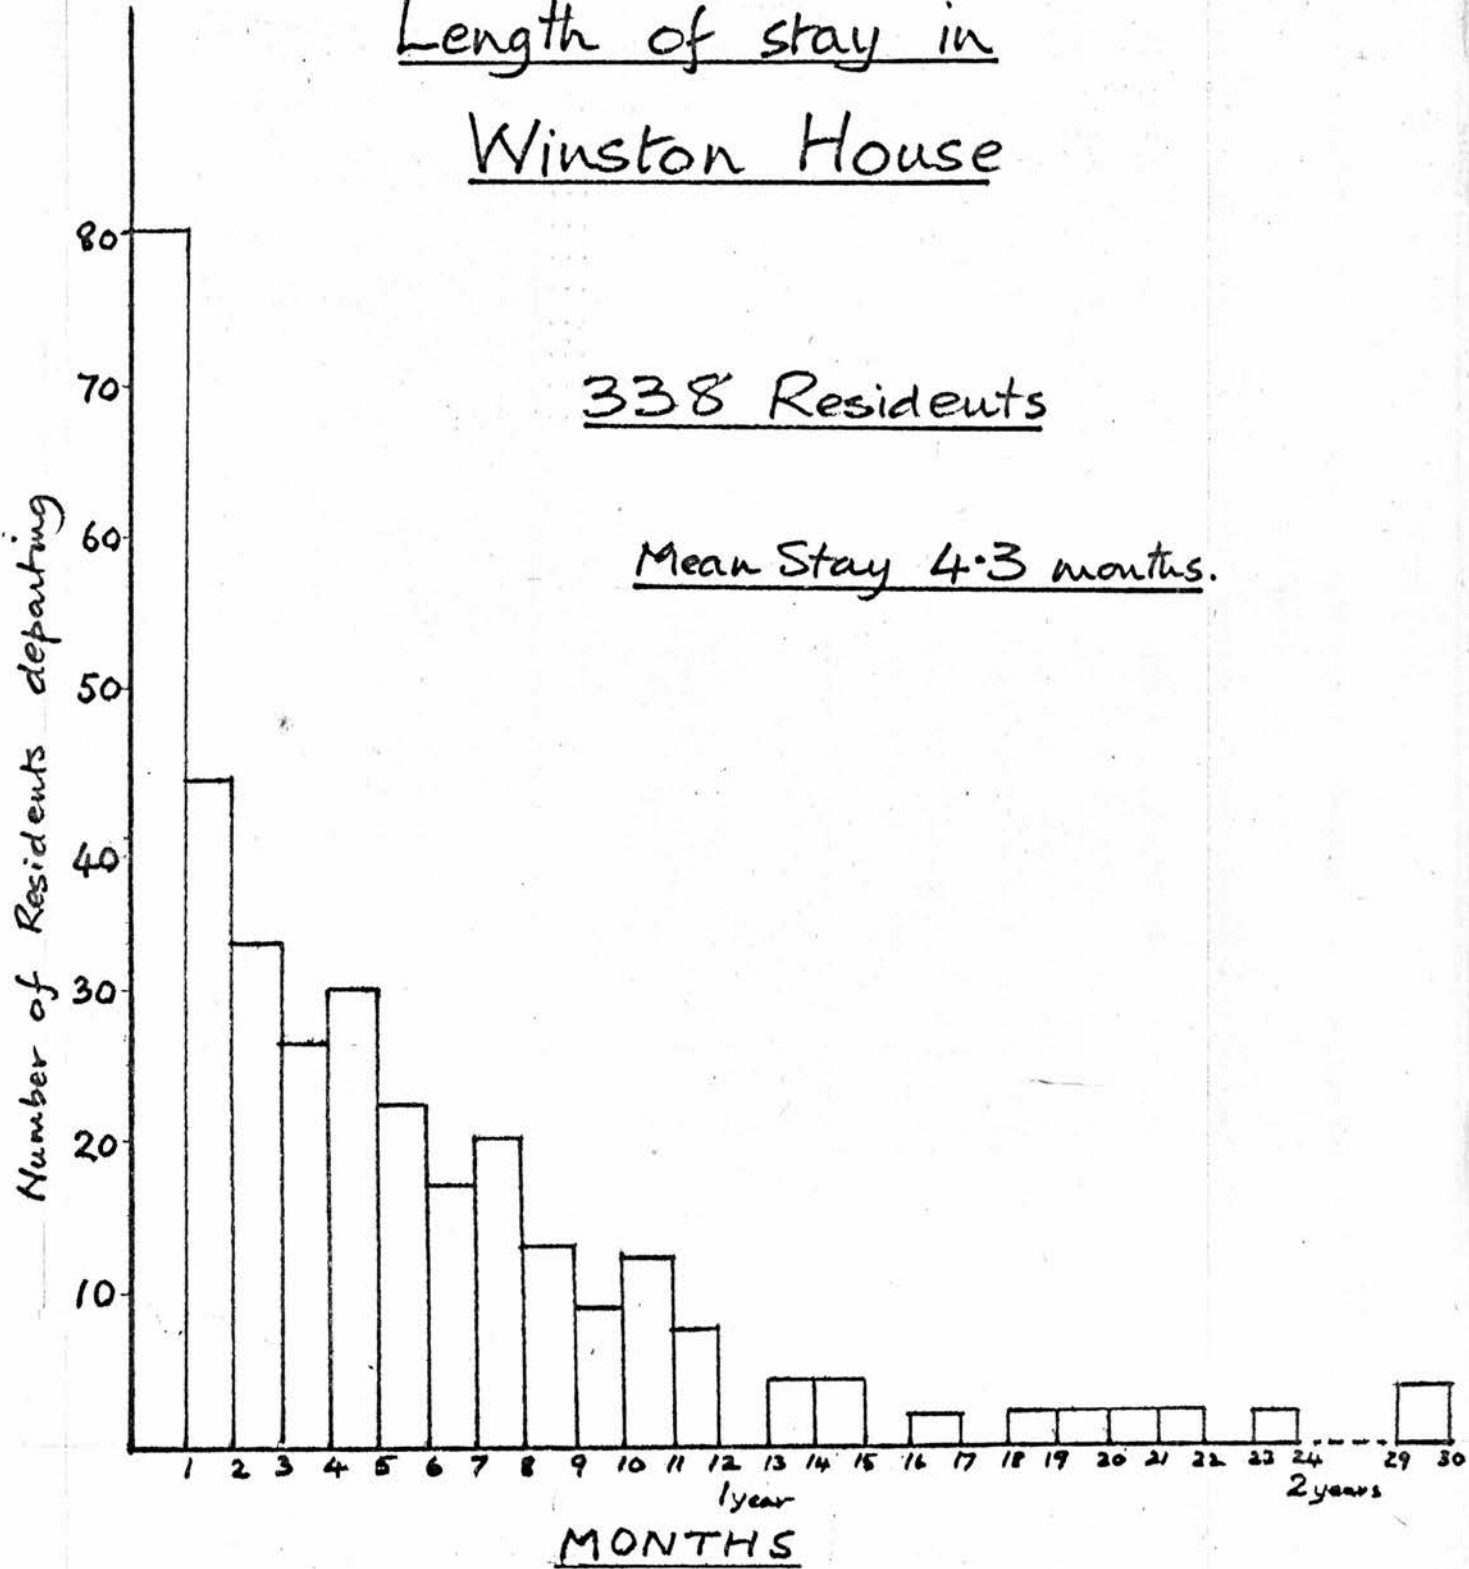 Length of stay in
Winston House
338 Residents
Mean Stay 4·3 months.
Number of Residents departing
80
70
60
50
40
30
20
10
1 2 3 4 5 6 7 8 9 10 11 12 13 14 15 16 17 18 19 20 21 22 23 24 29 30
1 year 2 years
MONTHS